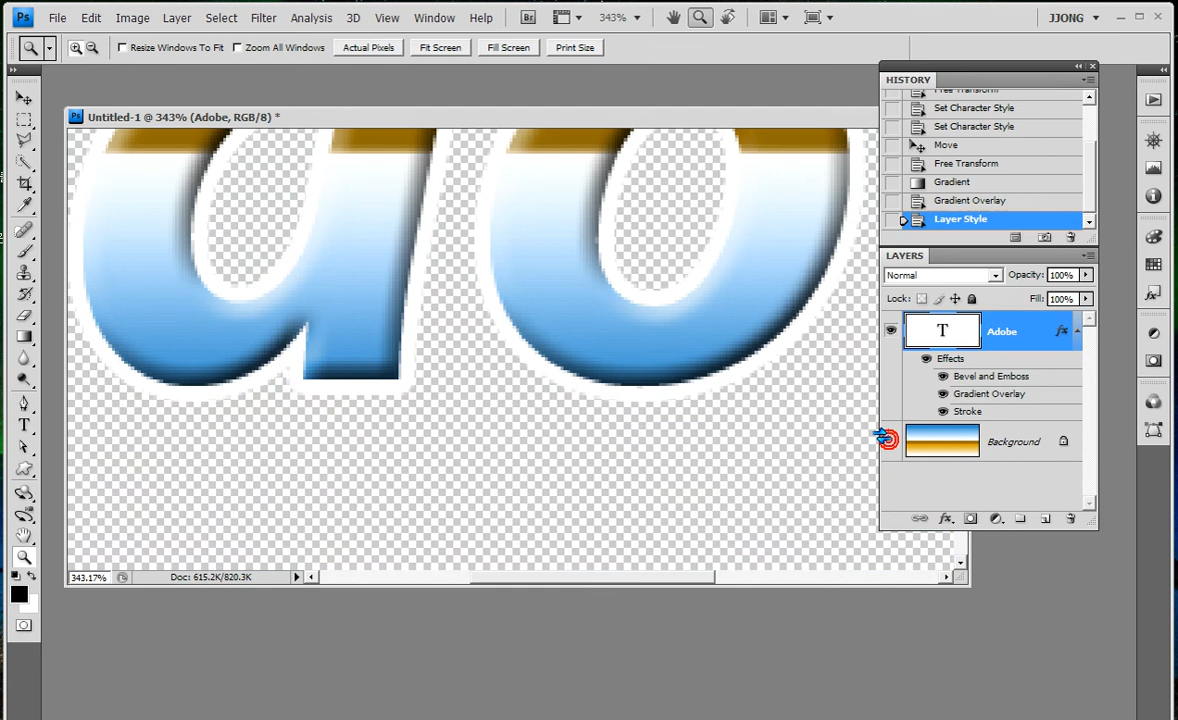 Ps File Edit Image Layer Select Filter Analysis 3D View Window Help Br 343% JJONG
Resize Windows To Fit Zoom All Windows Actual Pixels Fit Screen Fill Screen Print Size
HISTORY
Ps Untitled-1 @ 343% (Adobe, RGB/8) *
Free Transform
Set Character Style
Set Character Style
Move
Free Transform
Gradient
Gradient Overlay
Layer Style
LAYERS
Normal Opacity: 100%
Lock: Fill: 100%
T Adobe fx
Effects
Bevel and Emboss
Gradient Overlay
Stroke
Background
fx
343.17% Doc: 615.2K/820.3K